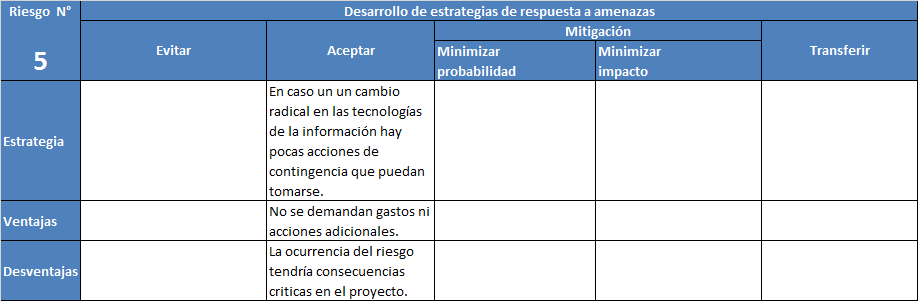 Riesgo N°
5
Desarrollo de estrategias de respuesta a amenazas
Evitar
Aceptar
Mitigación
Minimizar
probabilidad
Minimizar
impacto
Transferir
Estrategia
En caso un un cambio
radical en las tecnologías
de la información hay
pocas acciones de
contingencia que puedan
tomarse.
Ventajas
No se demandan gastos ni
acciones adicionales.
Desventajas
La ocurrencia del riesgo
tendría consecuencias
criticas en el proyecto.